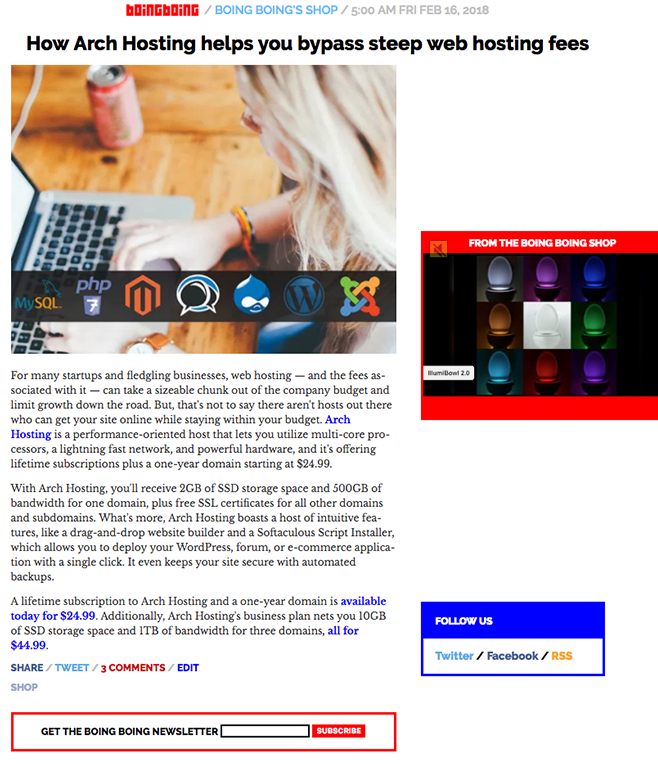 boingboing / BOING BOING'S SHOP / 5:00 AM FRI FEB 16, 2018
How Arch Hosting helps you bypass steep web hosting fees
MySQL php 7
For many startups and fledgling businesses, web hosting — and the fees as-
sociated with it — can take a sizeable chunk out of the company budget and
limit growth down the road. But, that's not to say there aren't hosts out there
who can get your site online while staying within your budget. Arch
Hosting is a performance-oriented host that lets you utilize multi-core pro-
cessors, a lightning fast network, and powerful hardware, and it's offering
lifetime subscriptions plus a one-year domain starting at $24.99.
With Arch Hosting, you'll receive 2GB of SSD storage space and 500GB of
bandwidth for one domain, plus free SSL certificates for all other domains
and subdomains. What's more, Arch Hosting boasts a host of intuitive fea-
tures, like a drag-and-drop website builder and a Softaculous Script Installer,
which allows you to deploy your WordPress, forum, or e-commerce applica-
tion with a single click. It even keeps your site secure with automated
backups.
A lifetime subscription to Arch Hosting and a one-year domain is available
today for $24.99. Additionally, Arch Hosting's business plan nets you 10GB
of SSD storage space and 1TB of bandwidth for three domains, all for
$44.99.
SHARE / TWEET / 3 COMMENTS / EDIT
SHOP
GET THE BOING BOING NEWSLETTER SUBSCRIBE
FROM THE BOING BOING SHOP
IllumiBowl 2.0
FOLLOW US
Twitter / Facebook / RSS